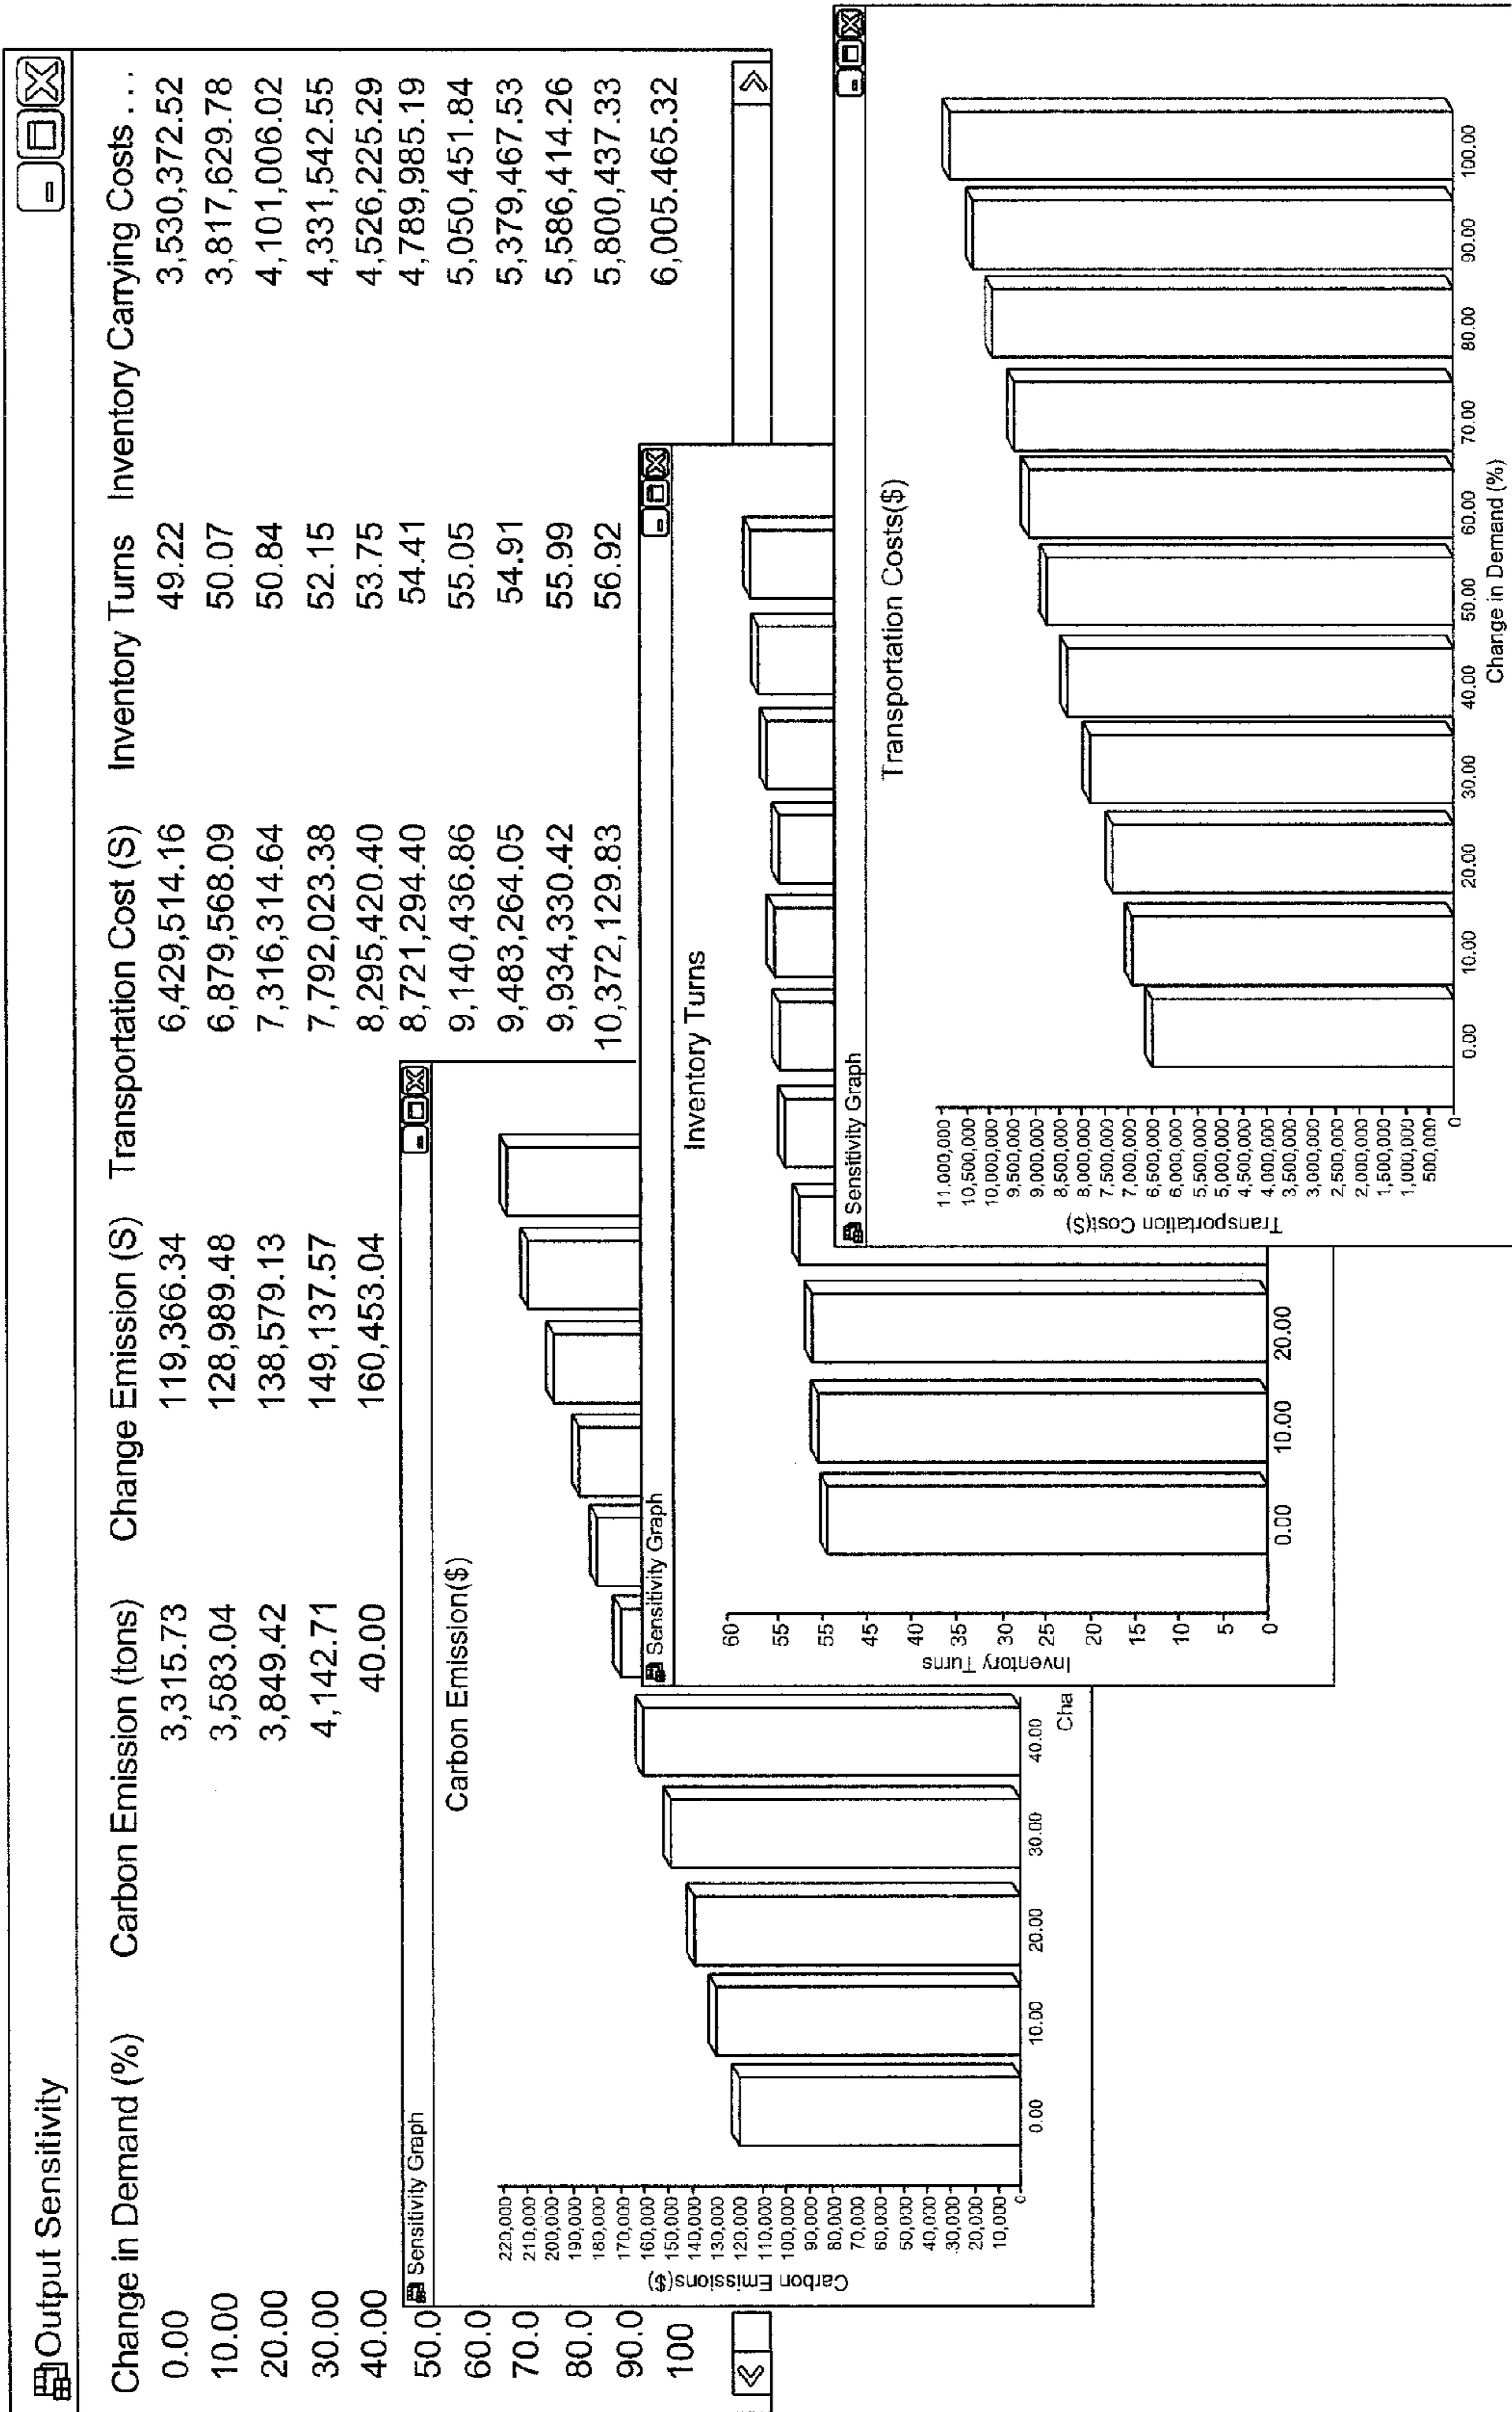 Output Sensitivity
Change in Demand (%) Carbon Emission (tons) Change Emission (S) Transportation Cost (S) Inventory Turns Inventory Carrying Costs ...
0.00 3,315.73 119,366.34 6,429,514.16 49.22 3,530,372.52
10.00 3,583.04 128,989.48 6,879,568.09 50.07 3,817,629.78
20.00 3,849.42 138,579.13 7,316,314.64 50.84 4,101,006.02
30.00 4,142.71 149,137.57 7,792,023.38 52.15 4,331,542.55
40.00 40.00 160,453.04 8,295,420.40 53.75 4,526,225.29
50.0 8,721,294.40 54.41 4,789,985.19
60.0 9,140,436.86 55.05 5,050,451.84
70.0 9,483,264.05 54.91 5,379,467.53
80.0 9,934,330.42 55.99 5,586,414.26
90.0 10,372,129.83 56.92 5,800,437.33
100 6,005.465.32
Sensitivity Graph
Carbon Emission($)
Carbon Emissions($)
220,000
210,000
200,000
190,000
180,000
170,000
160,000
150,000
140,000
130,000
120,000
110,000
100,000
90,000
80,000
70,000
60,000
50,000
40,000
30,000
20,000
10,000
0
0.00 10.00 20.00 30.00 40.00
Cha
Sensitivity Graph
Inventory Turns
Inventory Turns
60
55
55
45
40
35
30
25
20
15
10
5
0
0.00 10.00 20.00
Sensitivity Graph
Transportation Costs($)
Transportation Cost($)
11.000,000
10,500,000
10,000,000
9,500,000
9,000,000
8,500,000
8,000,000
7,500,000
7,000,000
6,500,000
6,000,000
5,500,000
5,000,000
4,500,000
4,000,000
3,500,000
3,000,000
2,500,000
2,000,000
1,500,000
1,000,000
500,000
0
0.00 10.00 20.00 30.00 40.00 50.00 60.00 70.00 80.00 90.00 100.00
Change in Demand (%)